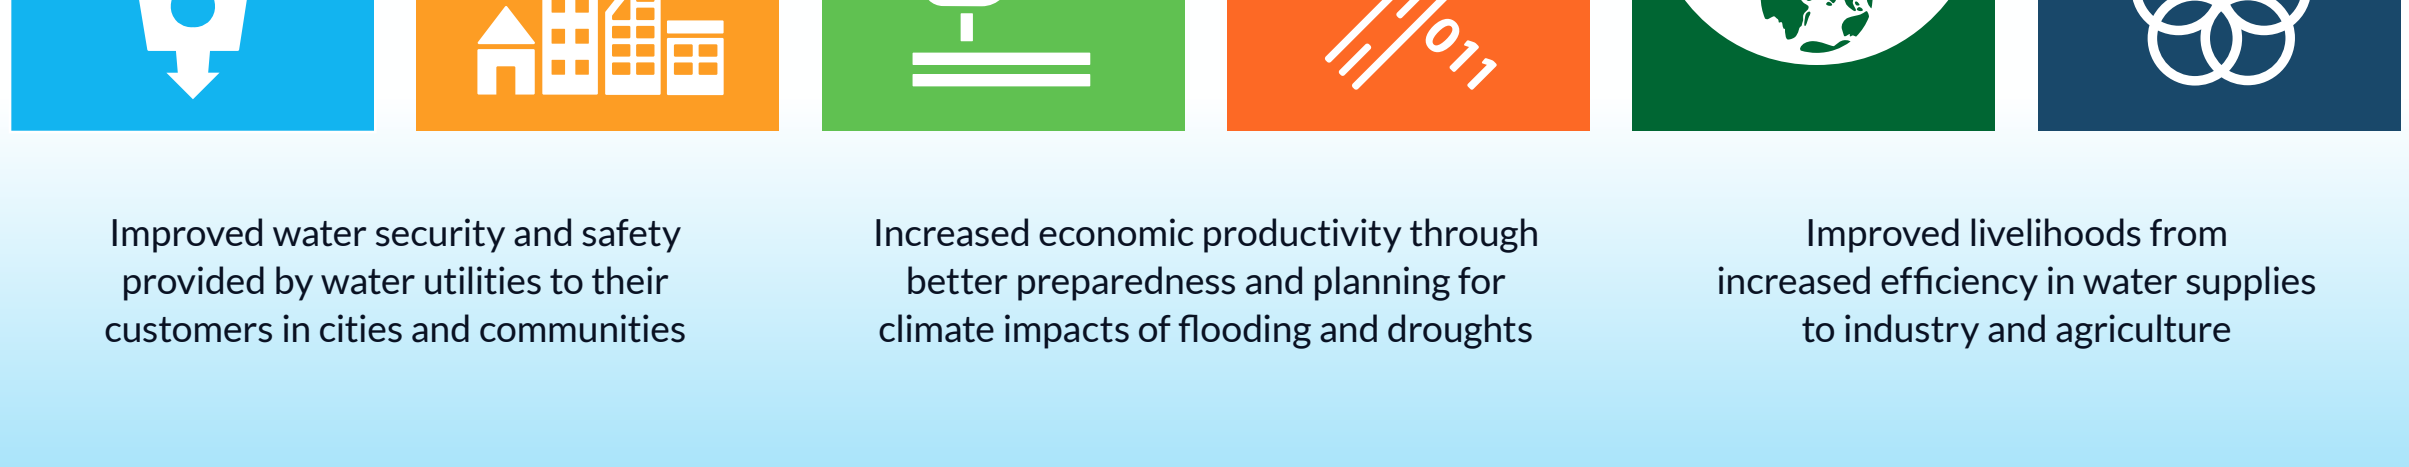 011
Improved water security and safety
provided by water utilities to their
customers in cities and communities
Increased economic productivity through
better preparedness and planning for
climate impacts of flooding and droughts
Improved livelihoods from
increased efficiency in water supplies
to industry and agriculture